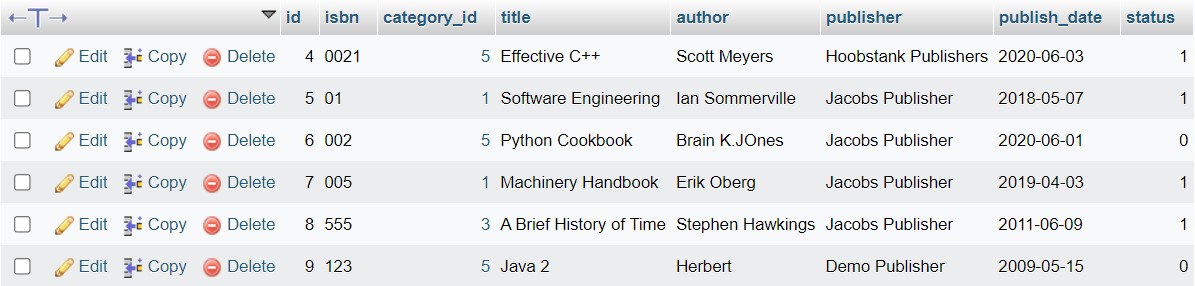 ←T→ id isbn category_id title author publisher publish_date status
Edit Copy Delete 4 0021 5 Effective C++ Scott Meyers Hoobstank Publishers 2020-06-03 1
Edit Copy Delete 5 01 1 Software Engineering Ian Sommerville Jacobs Publisher 2018-05-07 1
Edit Copy Delete 6 002 5 Python Cookbook Brain K.JOnes Jacobs Publisher 2020-06-01 0
Edit Copy Delete 7 005 1 Machinery Handbook Erik Oberg Jacobs Publisher 2019-04-03 1
Edit Copy Delete 8 555 3 A Brief History of Time Stephen Hawkings Jacobs Publisher 2011-06-09 1
Edit Copy Delete 9 123 5 Java 2 Herbert Demo Publisher 2009-05-15 0